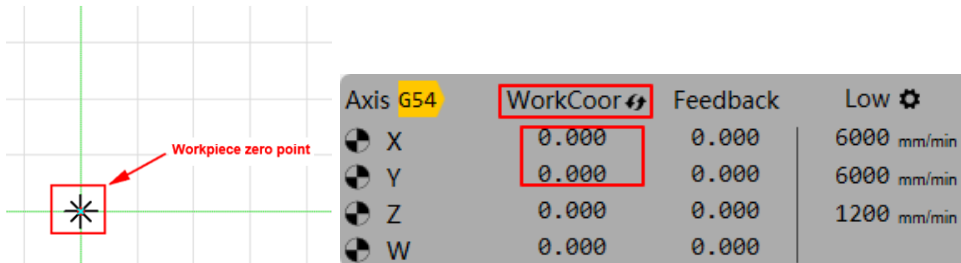 Workpiece zero point
Axis G54 WorkCoor Feedback Low
X 0.000 0.000 6000 mm/min
Y 0.000 0.000 6000 mm/min
Z 0.000 0.000 1200 mm/min
W 0.000 0.000